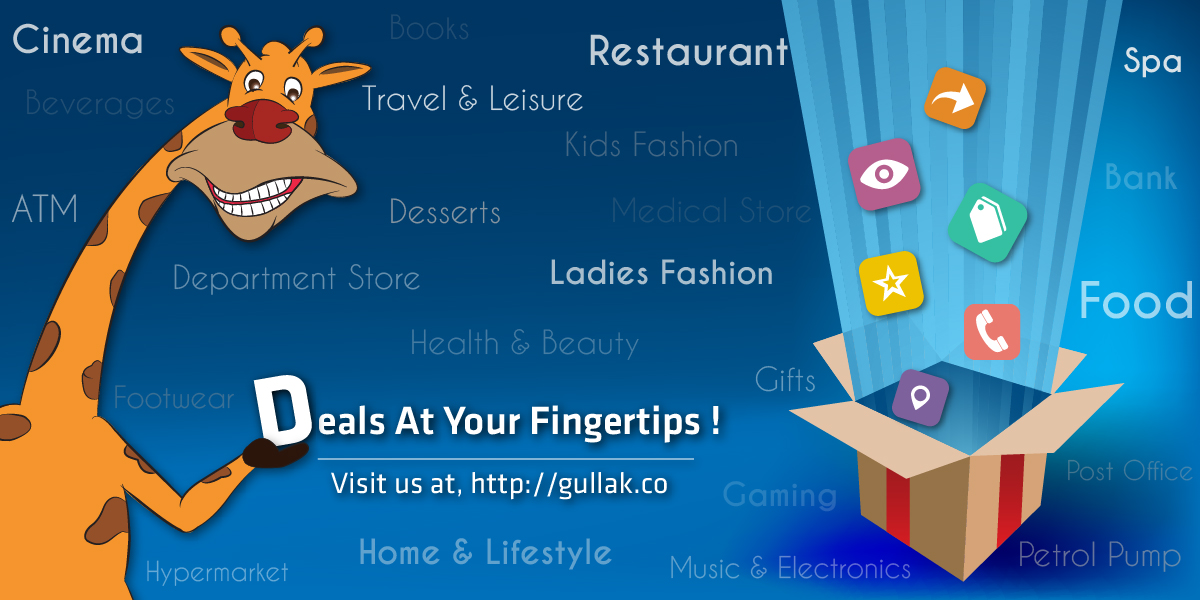 Cinema
Books
Restaurant
Spa
Beverages
Travel & Leisure
Kids Fashion
Bank
ATM
Desserts
Medical Store
Department Store
Ladies Fashion
Food
Health & Beauty
Gifts
Footwear
Deals At Your Fingertips !
Visit us at, http://gullak.co
Post Office
Gaming
Home & Lifestyle
Petrol Pump
Hypermarket
Music & Electronics